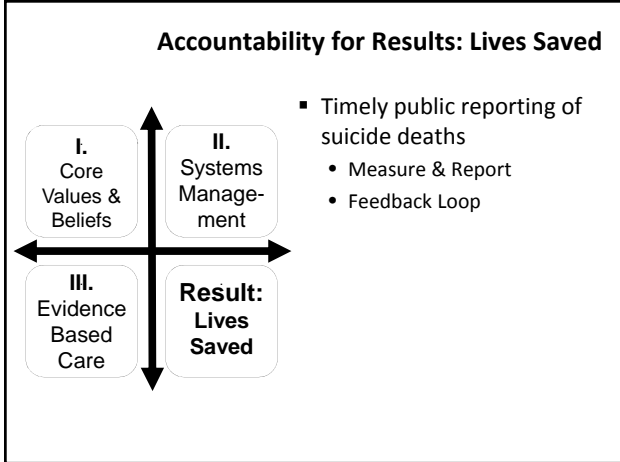 Accountability for Results: Lives Saved
I.
Core
Values &
Beliefs
II.
Systems
Manage-
ment
III.
Evidence
Based
Care
Result:
Lives
Saved
▪ Timely public reporting of
suicide deaths
• Measure & Report
• Feedback Loop